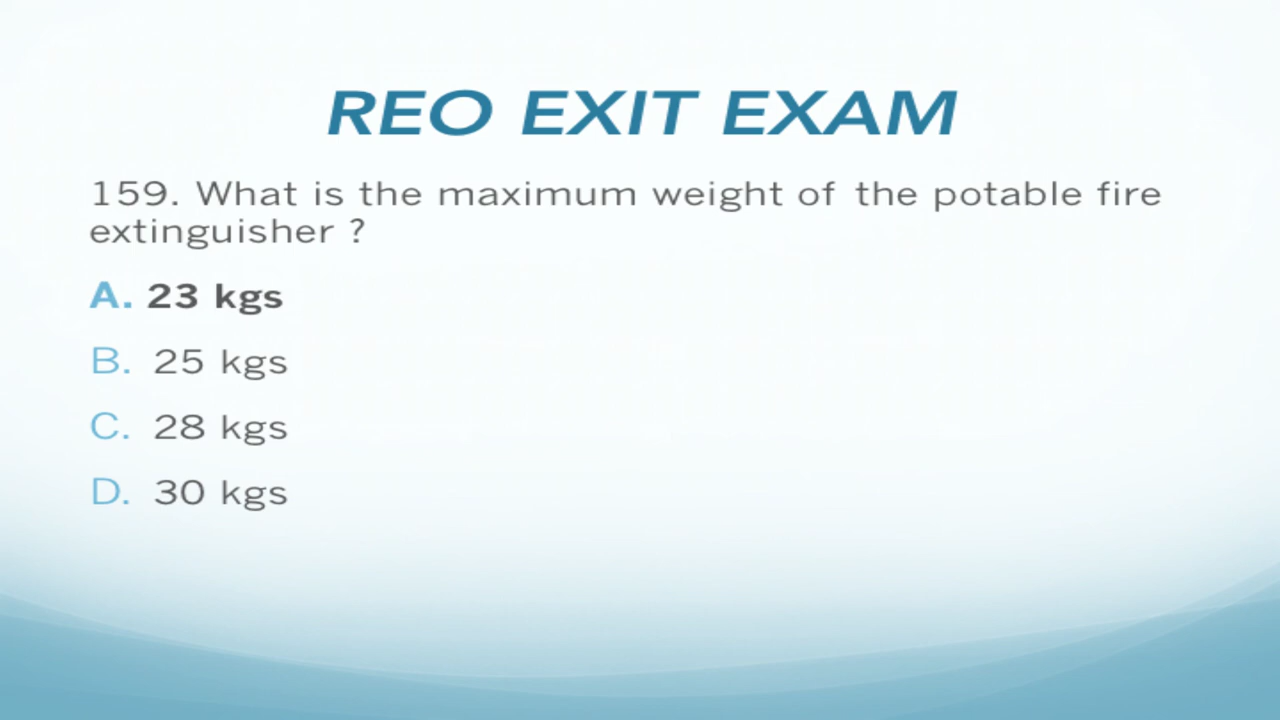 REO EXIT EXAM
159. What is the maximum weight of the potable fire
extinguisher ?
A. 23 kgs
B. 25 kgs
C. 28 kgs
D. 30 kgs